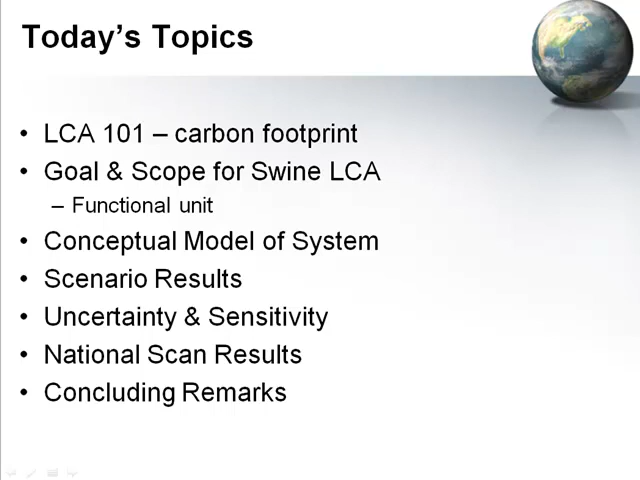 Today's Topics
• LCA 101 – carbon footprint
• Goal & Scope for Swine LCA
– Functional unit
• Conceptual Model of System
• Scenario Results
• Uncertainty & Sensitivity
• National Scan Results
• Concluding Remarks